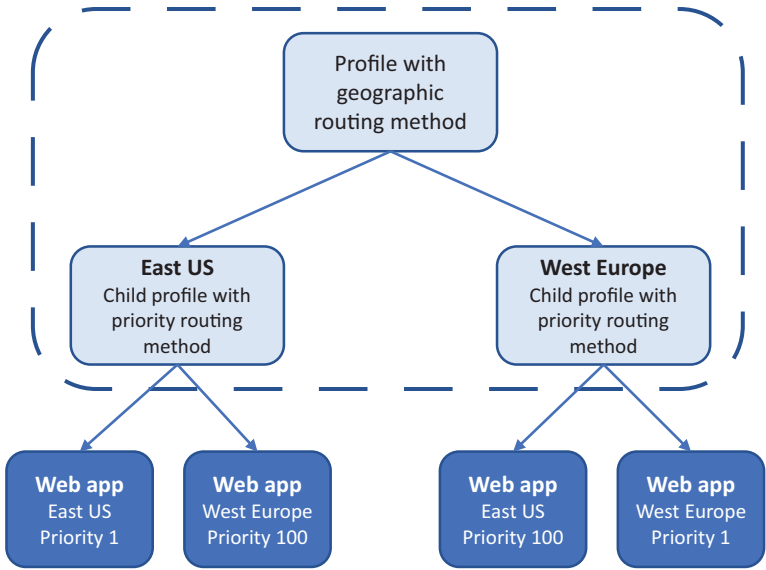 Profile with
geographic
routing method
East US
Child profile with
priority routing
method
West Europe
Child profile with
priority routing
method
Web app
East US
Priority 1
Web app
West Europe
Priority 100
Web app
East US
Priority 100
Web app
West Europe
Priority 1